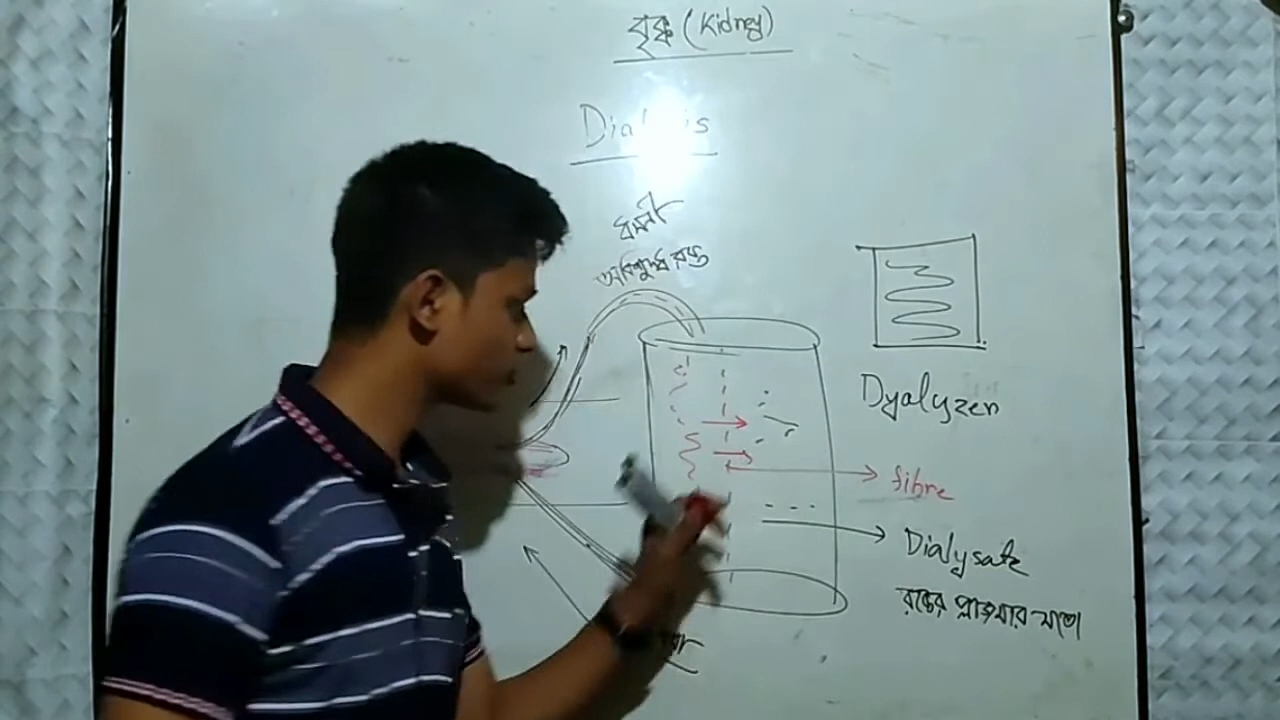 বৃক্ক (Kidney)
Dialysis
ধমনী
অবিশুদ্ধ রক্ত
Dyalyzer
fibre
Dialysate
রক্তের প্লাজমার মতো